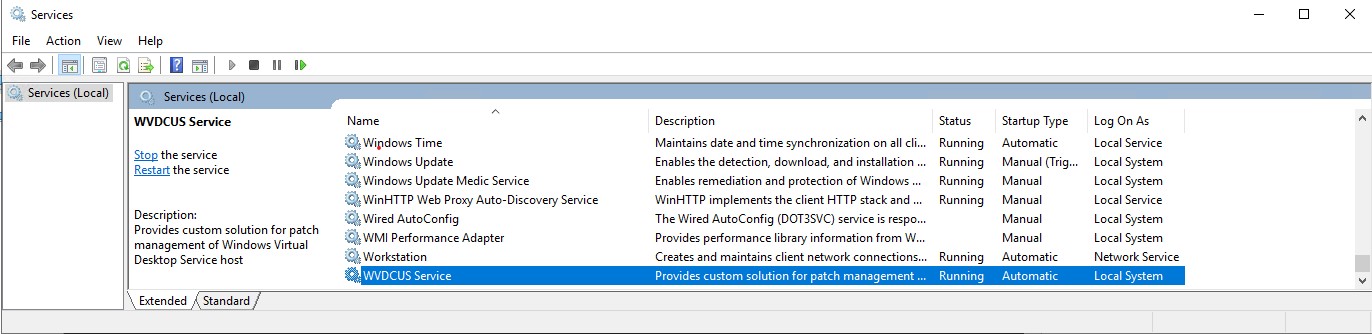 Services
File Action View Help
Services (Local)
Services (Local)
WVDCUS Service
Stop the service
Restart the service
Description:
Provides custom solution for patch
management of Windows Virtual
Desktop Service host
Name Description Status Startup Type Log On As
Windows Time Maintains date and time synchronization on all cli... Running Automatic Local Service
Windows Update Enables the detection, download, and installation ... Running Manual (Trig... Local System
Windows Update Medic Service Enables remediation and protection of Windows ... Running Manual Local System
WinHTTP Web Proxy Auto-Discovery Service WinHTTP implements the client HTTP stack and ... Running Manual Local Service
Wired AutoConfig The Wired AutoConfig (DOT3SVC) service is respo... Manual Local System
WMI Performance Adapter Provides performance library information from W... Manual Local System
Workstation Creates and maintains client network connections... Running Automatic Network Service
WVDCUS Service Provides custom solution for patch management ... Running Automatic Local System
Extended Standard